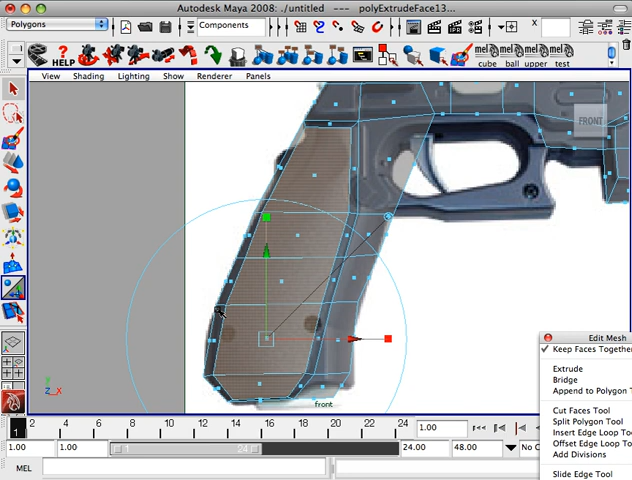 Autodesk Maya 2008: ./untitled --- polyExtrudeFace13...
Polygons
Components
X
HELP
mel mel mel mel
cube ball upper test
View Shading Lighting Show Renderer Panels
FRONT
y
Z X
front
Edit Mesh
Keep Faces Together
Extrude
Bridge
Append to Polygon T
Cut Faces Tool
Split Polygon Tool
Insert Edge Loop To
Offset Edge Loop To
Add Divisions
Slide Edge Tool
2 4 6 8 10 12 14 16 18 20 22 24
1
1.00
1.00 1.00 24 24.00 48.00 No C
MEL